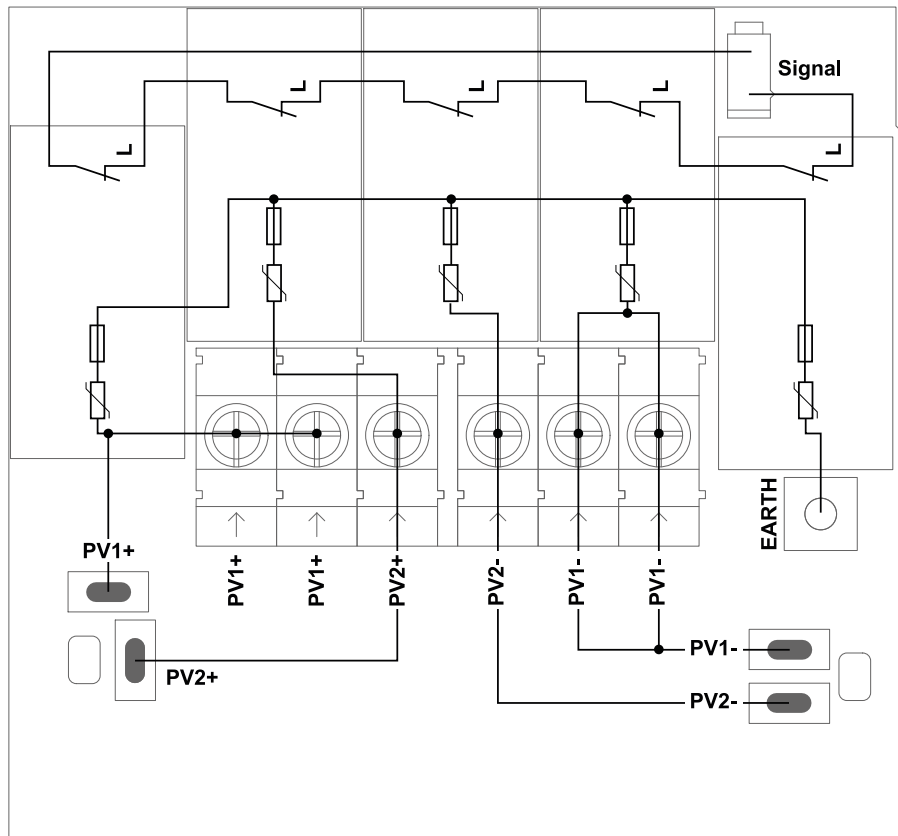 Signal
L
L
L
L
L
EARTH
PV1+
PV1+
PV1+
PV2+
PV2-
PV1-
PV1-
PV1-
PV2+
PV2-